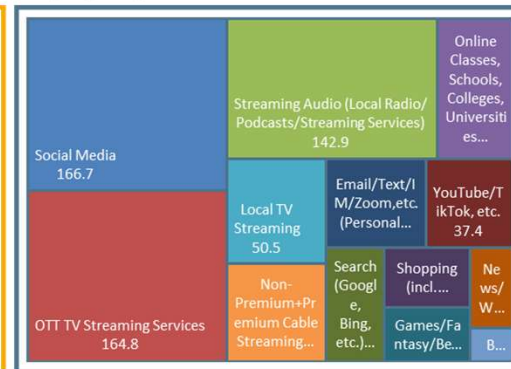 Social Media
166.7
OTT TV Streaming Services
164.8
Streaming Audio (Local Radio/
Podcasts/Streaming Services)
142.9
Online
Classes,
Schools,
Colleges,
Universiti
es...
Local TV
Streaming
50.5
Non-
Premium+Pr
emium Cable
Streaming...
Email/Text/I
M/Zoom,etc.
(Personal...
YouTube/T
ikTok, etc.
37.4
Search
(Googl
e,
Bing,
etc.)...
Shopping
(incl....
Games/Fa
ntasy/Be...
Ne
ws/
W...
B...